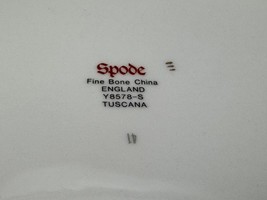 Spode
Fine Bone China
ENGLAND
Y8578-S
TUSCANA